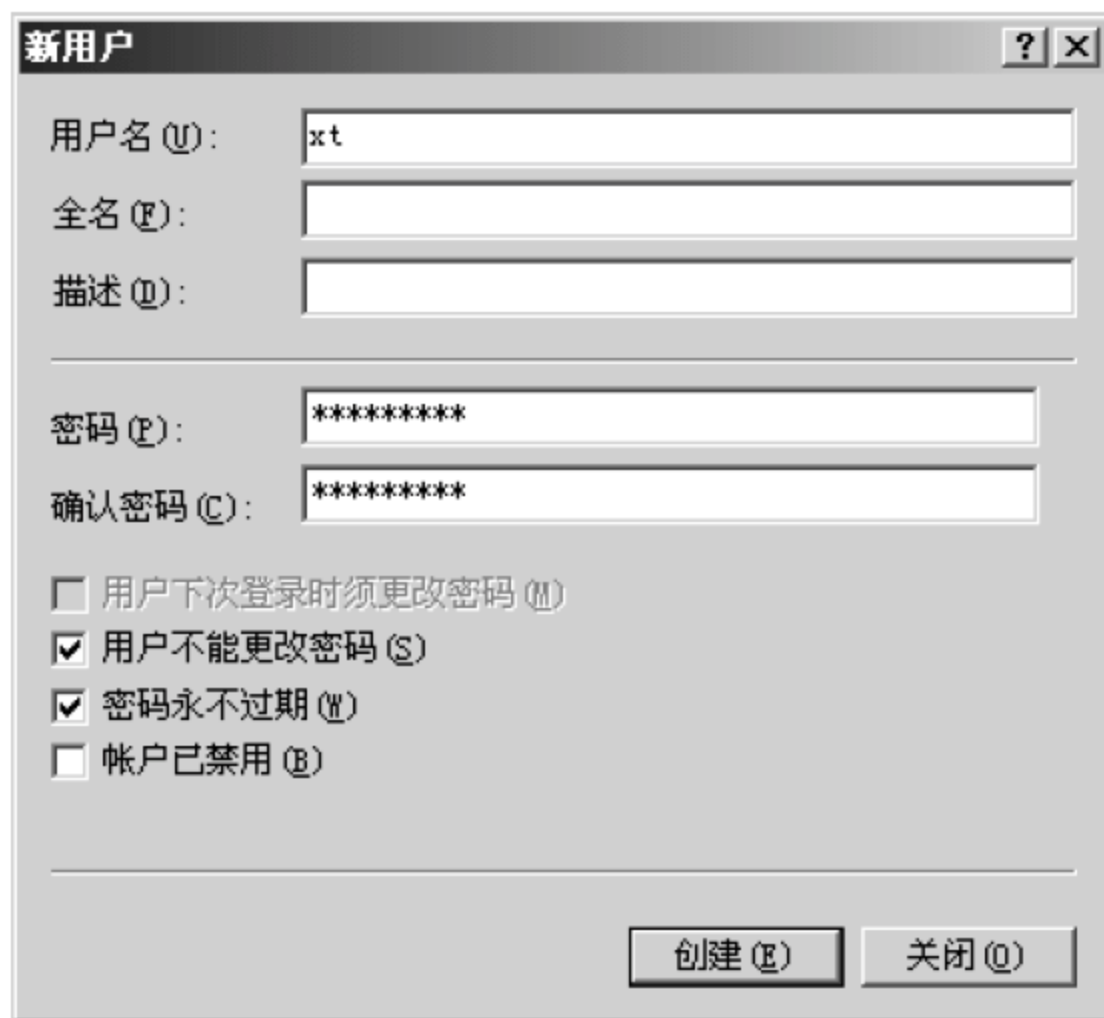 新用户
用户名(U): xt
全名(F):
描述(D):
密码(P): *********
确认密码(C): *********
用户下次登录时须更改密码(M)
用户不能更改密码(S)
密码永不过期(W)
帐户已禁用(B)
创建(E) 关闭(O)